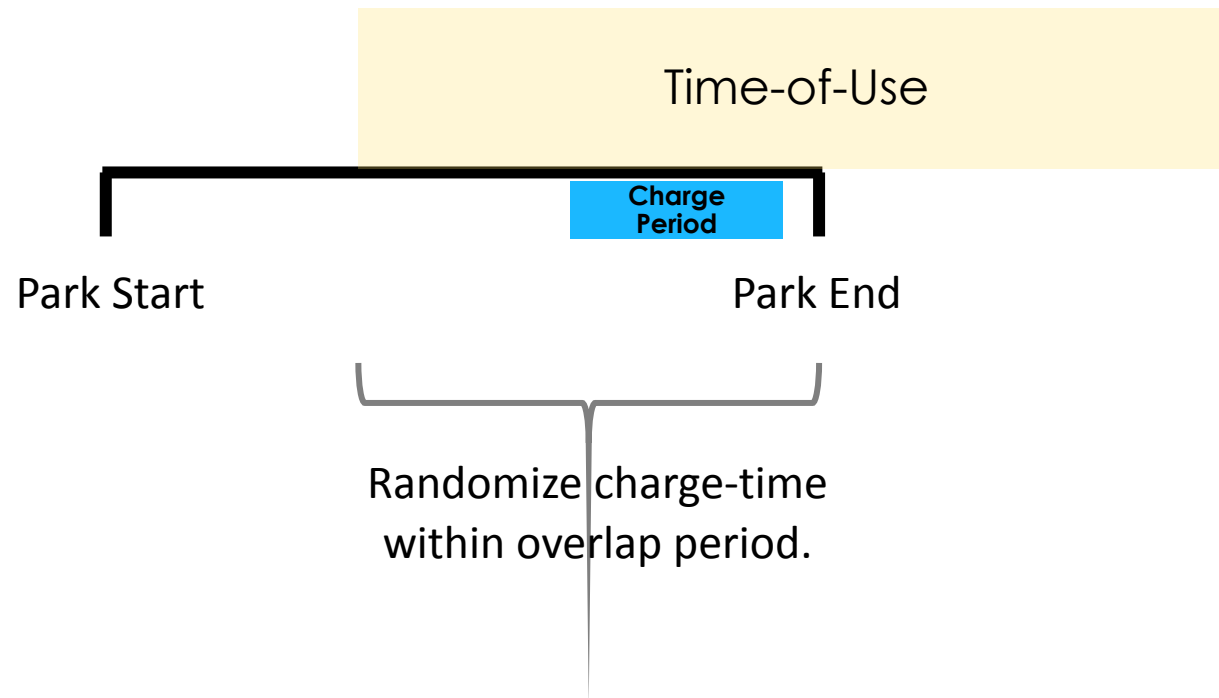 Time-of-Use
Charge
Period
Park Start
Park End
Randomize charge-time
within overlap period.